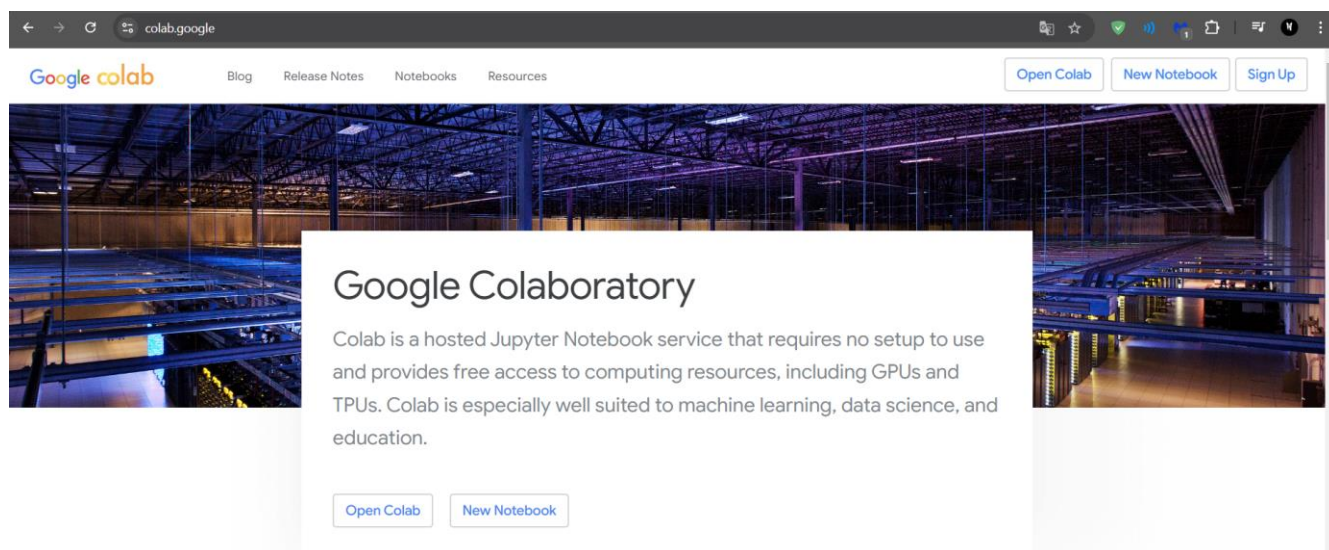 colab.google
1
Google colab
Blog Release Notes Notebooks Resources
Open Colab New Notebook Sign Up
Google Colaboratory
Colab is a hosted Jupyter Notebook service that requires no setup to use
and provides free access to computing resources, including GPUs and
TPUs. Colab is especially well suited to machine learning, data science, and
education.
Open Colab New Notebook